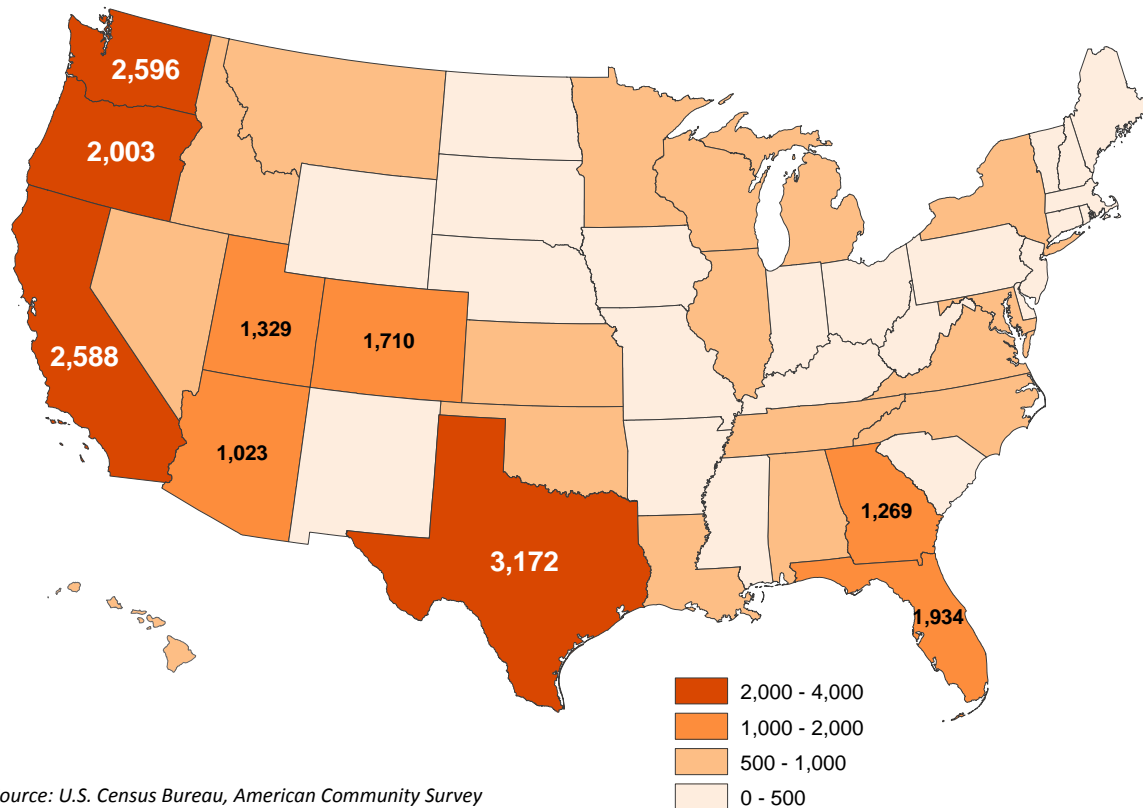 2,596
2,003
2,588
1,329
1,710
1,023
3,172
1,269
1,934
2,000 - 4,000
1,000 - 2,000
500 - 1,000
0 - 500
ource: U.S. Census Bureau, American Community Survey